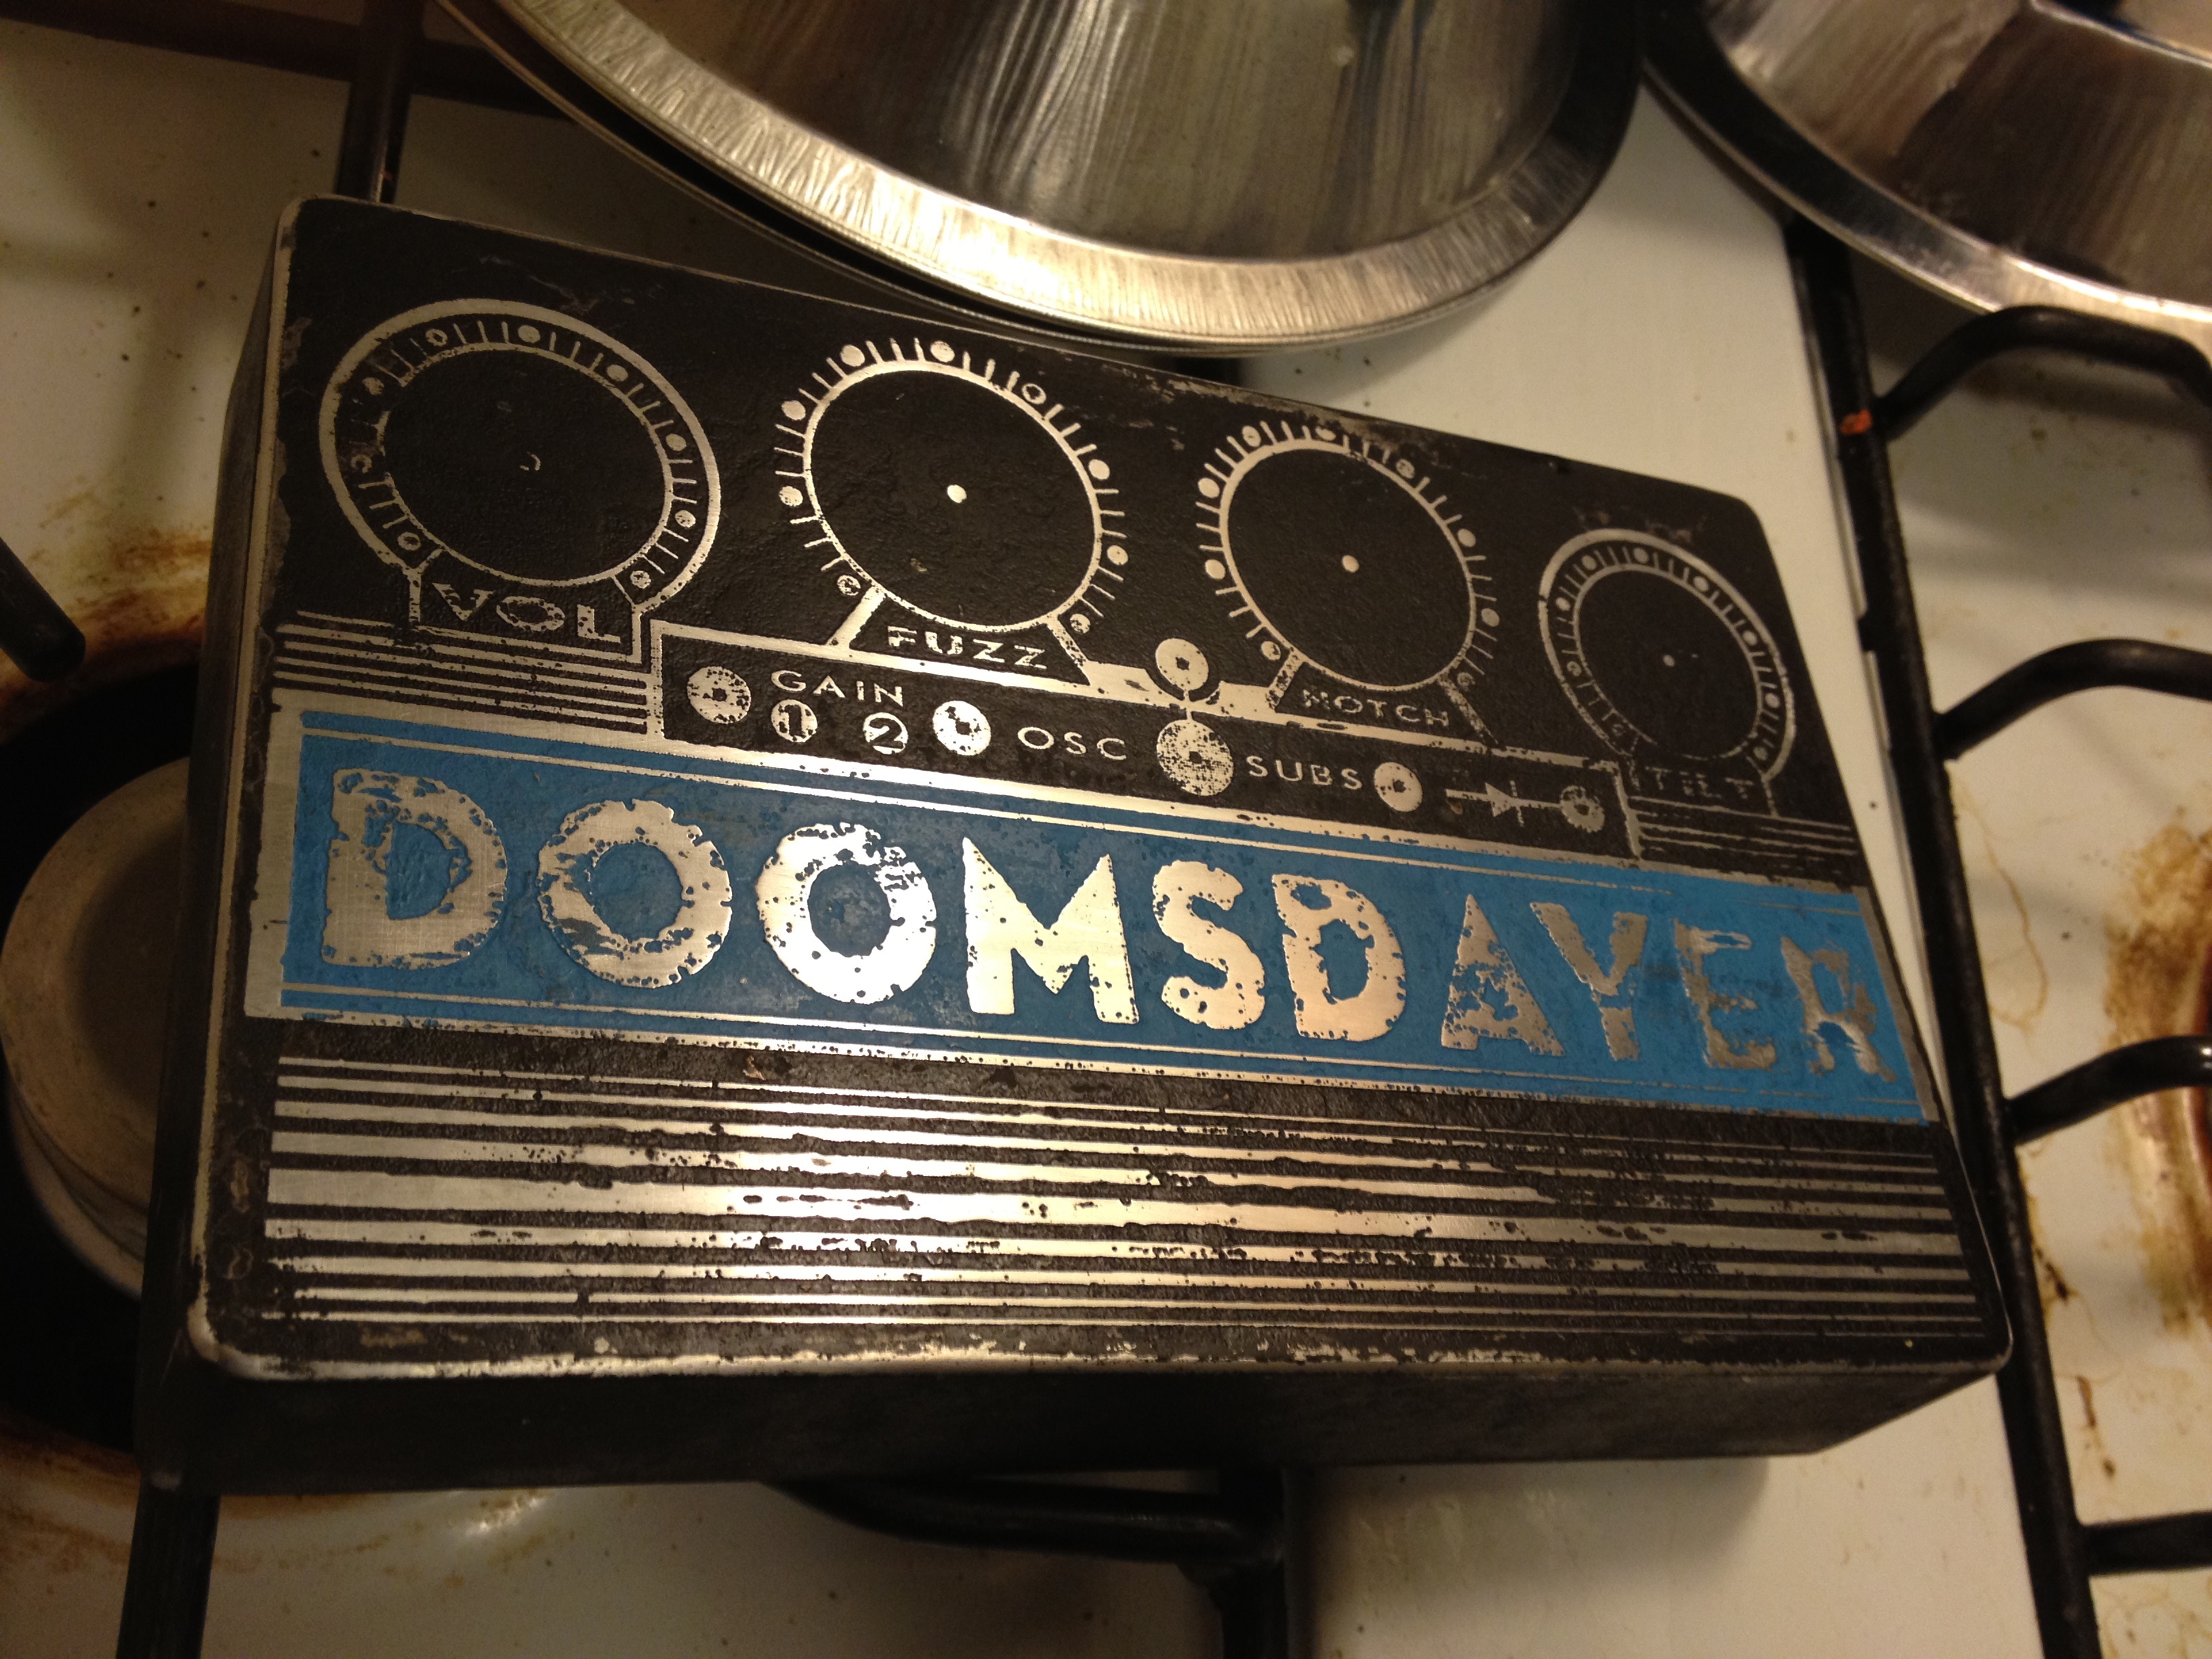 VOL
FUZZ
NOTCH
TILT
GAIN
1 2
OSC
SUBS
DOOMSDAYER